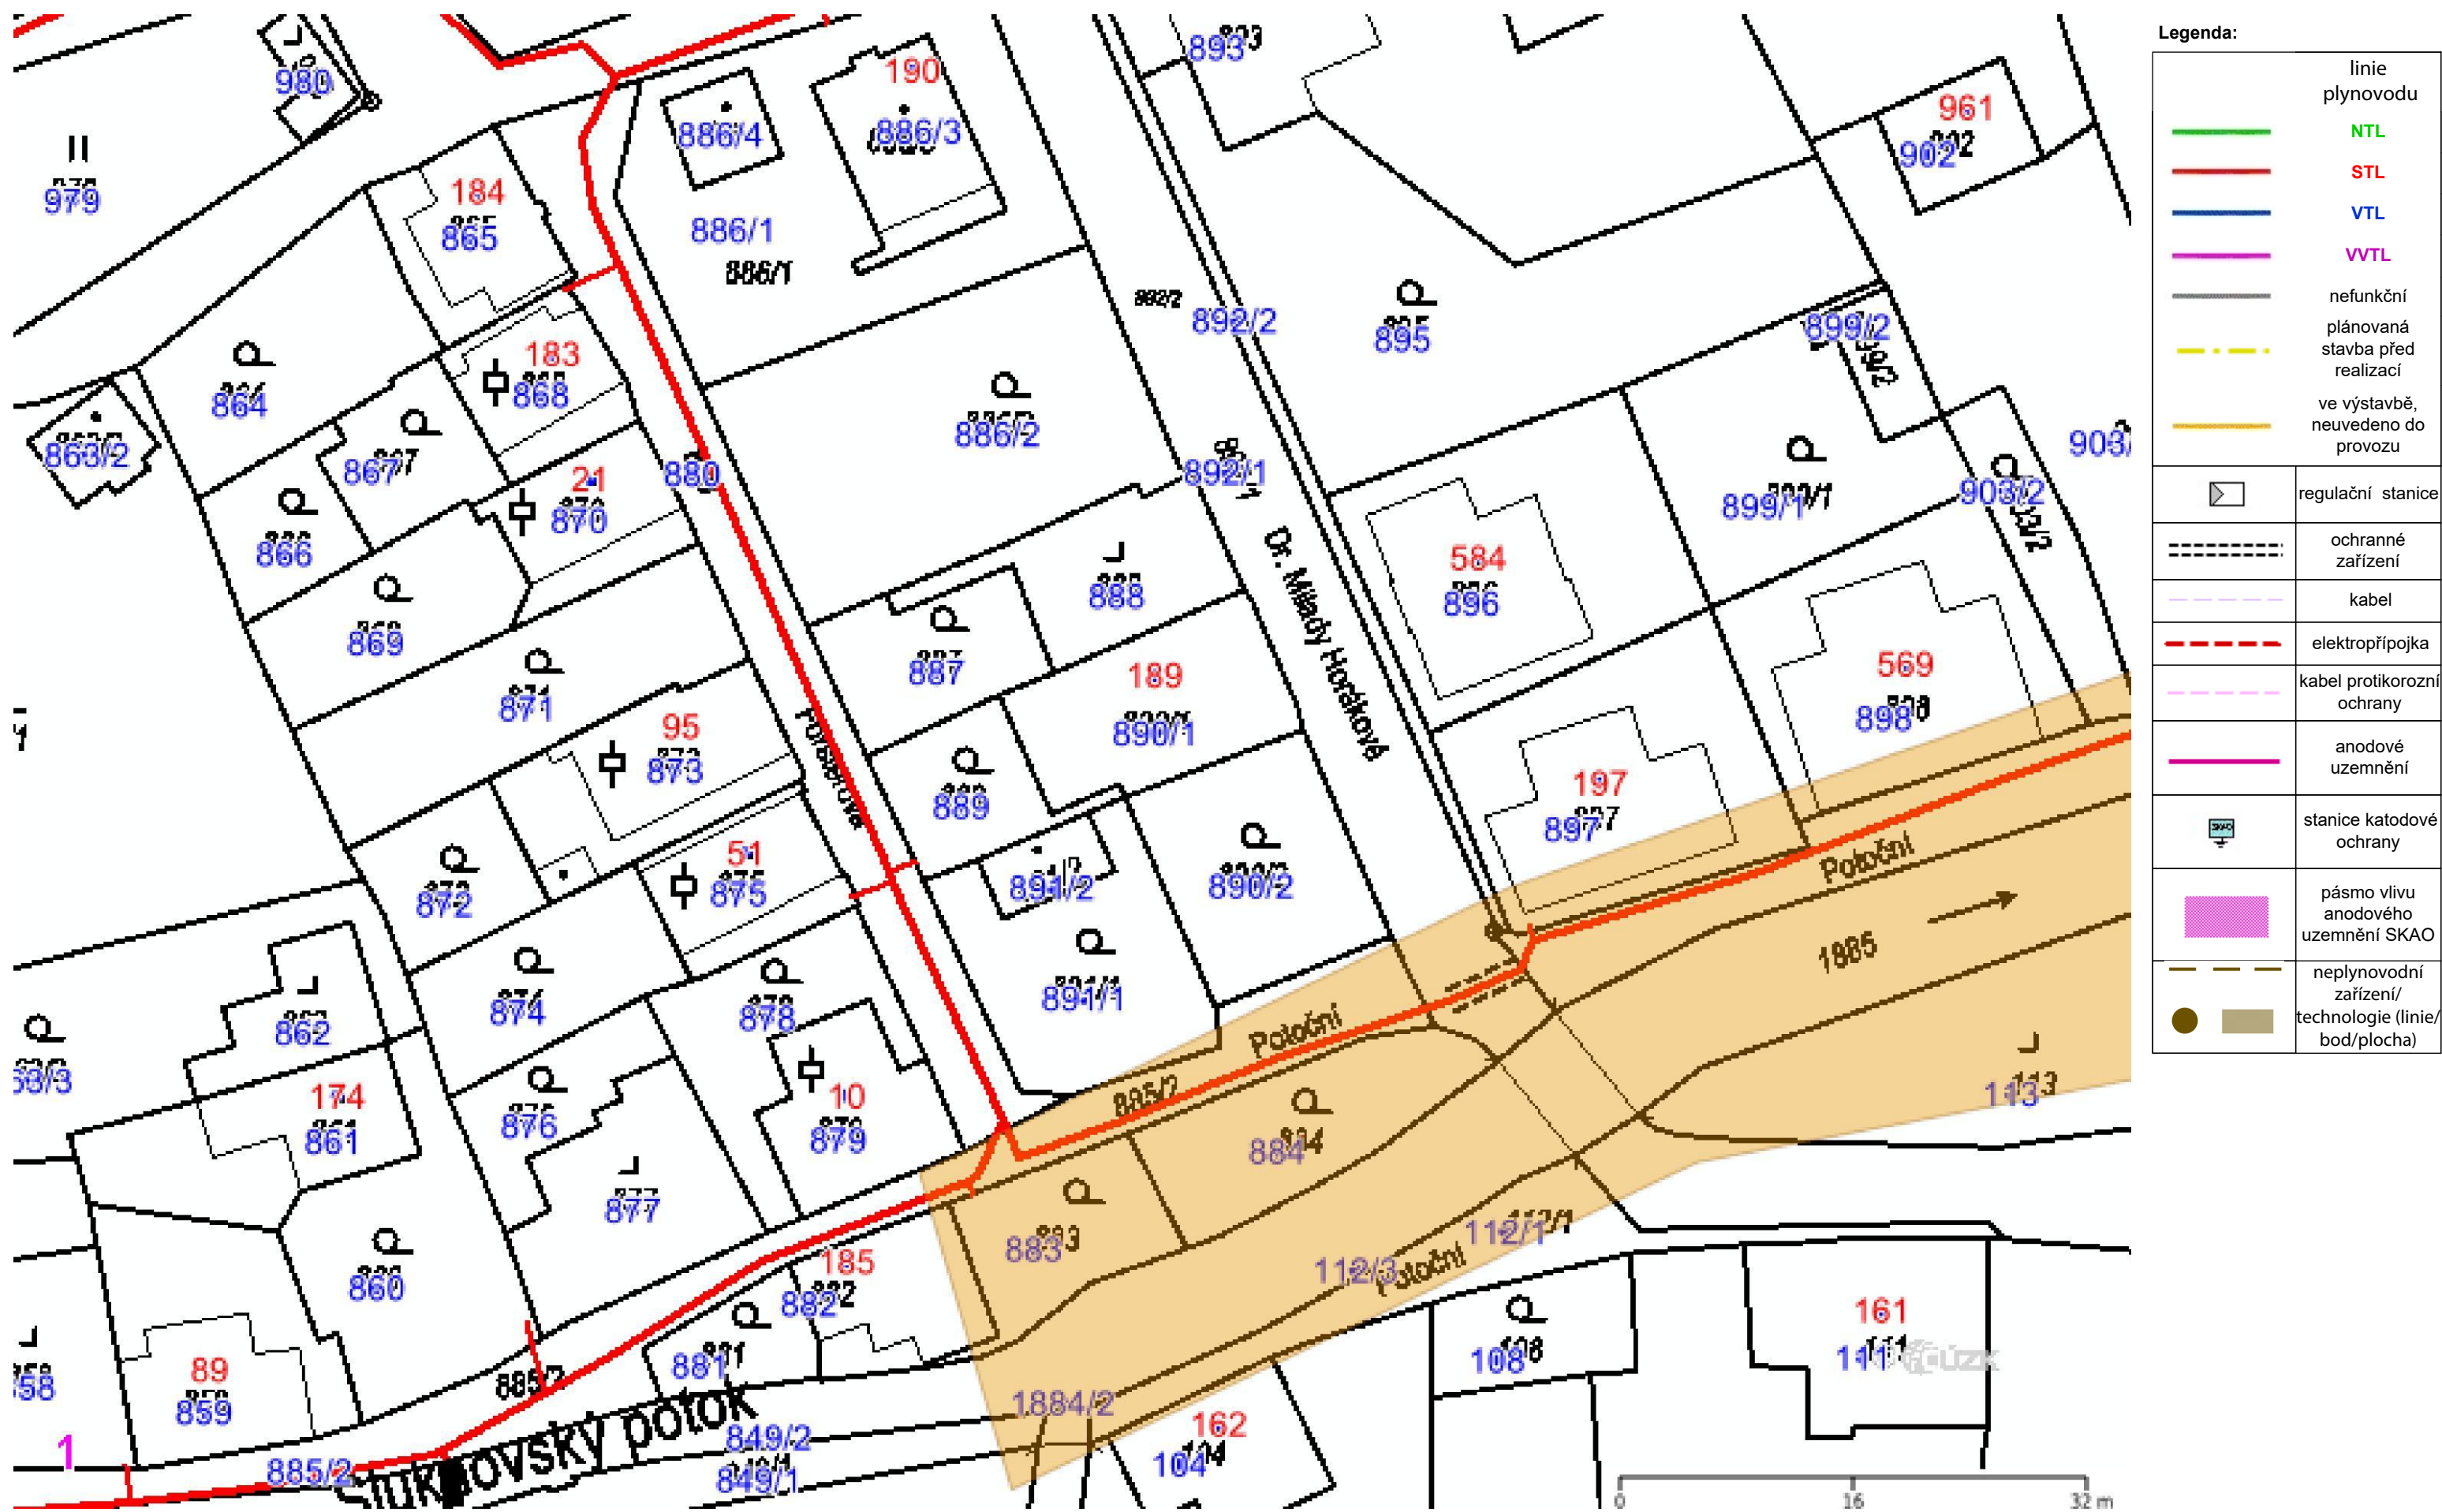 893
980
190
886/4
886/3
961
902
979
184
865
886/1
886/1
892/2
892/2
895
899/2
899/2
183
868
864
863/2
867
886/2
892/1
903/2
899/1
21
870
880
866
869
888
584
896
Dr. Milady Horákové
887
189
890/1
871
95
873
569
898
889
197
897
51
875
891/2
890/2
872
Potoční
874
878
891/1
1886
862
Potoční
885/2
174
861
876
10
879
884
113
877
883
112/1
185
882
112/3
Potoční
860
161
111
ČÚZK
108
881
89
859
885/2
1884/2
162
104
849/2
849/1
885/2
1
0
16
32 m
Legenda:
linie
plynovodu
NTL
STL
VTL
VVTL
nefunkční
plánovaná
stavba před
realizací
ve výstavbě,
neuvedeno do
provozu
regulační stanice
ochranné
zařízení
kabel
elektropřípojka
kabel protikorozní
ochrany
anodové
uzemnění
stanice katodové
ochrany
pásmo vlivu
anodového
uzemnění SKAO
neplynovodní
zařízení/
technologie (linie/
bod/plocha)